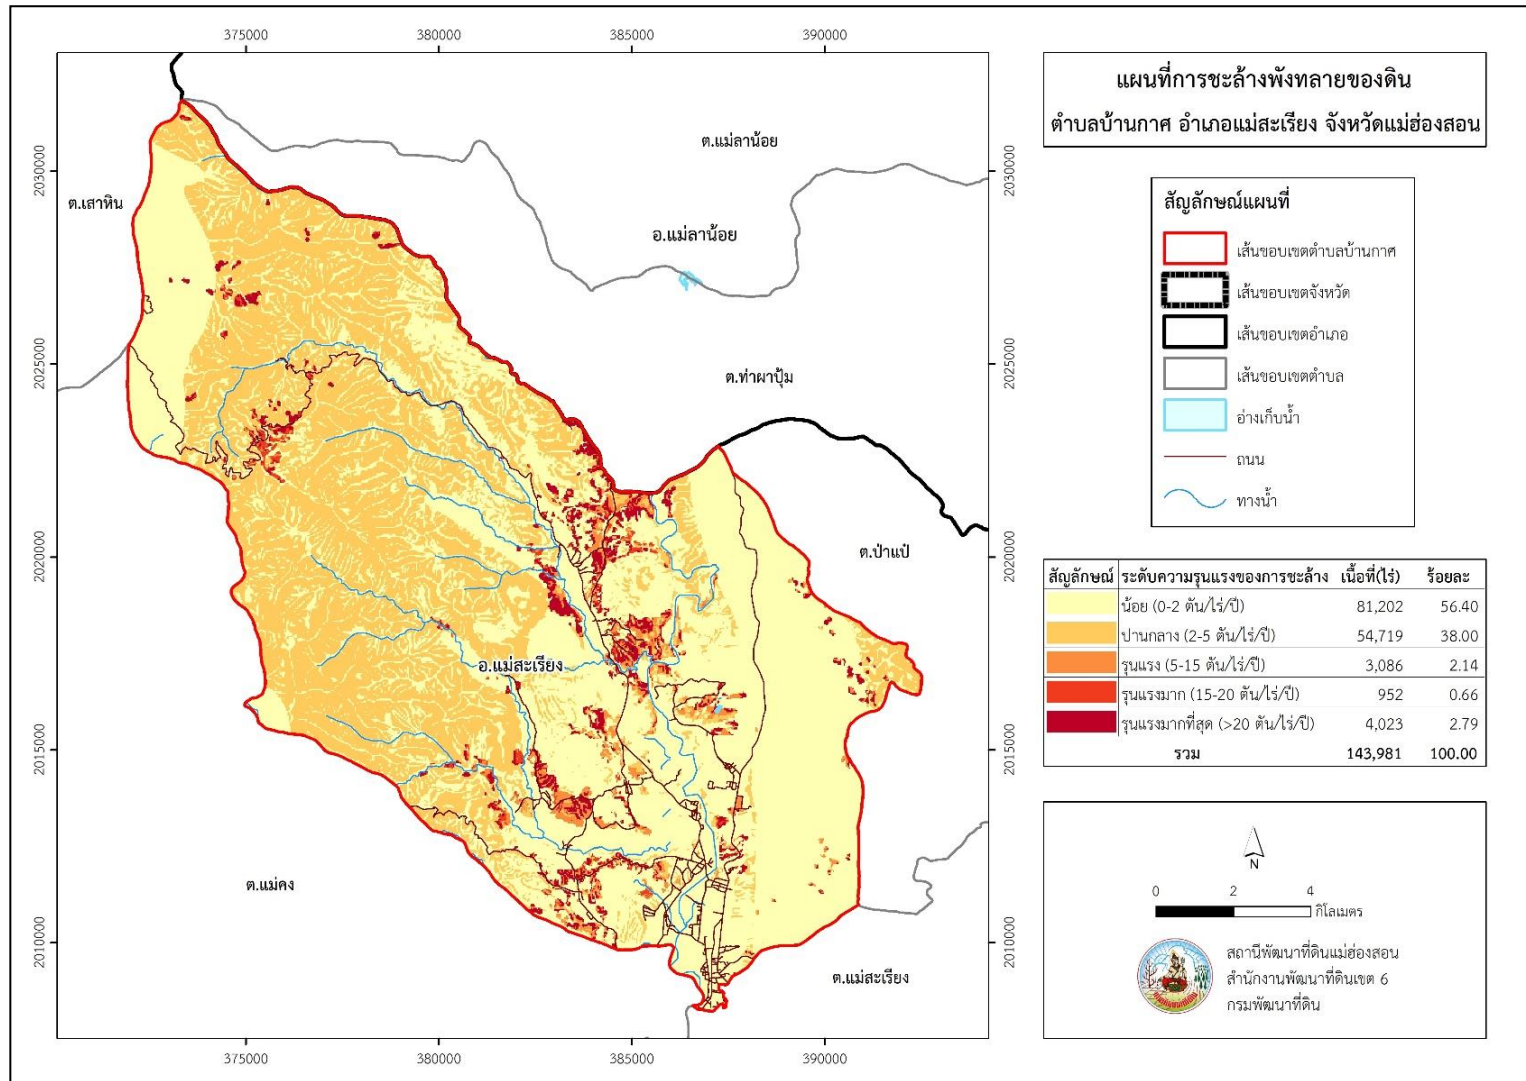 375000
380000
385000
390000
2030000
2025000
2020000
2015000
2010000
ต.แม่ลาน้อย
ต.เสาหิน
อ.แม่ลาน้อย
ต.ท่าผาปุ้ม
ต.ป่าแป๋
อ.แม่สะเรียง
ต.แม่คง
ต.แม่สะเรียง
2030000
2025000
2020000
2015000
2010000
375000
380000
385000
390000
แผนที่การชะล้างพังทลายของดิน
ตำบลบ้านกาศ อำเภอแม่สะเรียง จังหวัดแม่ฮ่องสอน
สัญลักษณ์แผนที่
เส้นขอบเขตตำบลบ้านกาศ
เส้นขอบเขตจังหวัด
เส้นขอบเขตอำเภอ
เส้นขอบเขตตำบล
อ่างเก็บน้ำ
ถนน
ทางน้ำ
สัญลักษณ์ ระดับความรุนแรงของการชะล้าง เนื้อที่(ไร่) ร้อยละ
น้อย (0-2 ตัน/ไร่/ปี) 81,202 56.40
ปานกลาง (2-5 ตัน/ไร่/ปี) 54,719 38.00
รุนแรง (5-15 ตัน/ไร่/ปี) 3,086 2.14
รุนแรงมาก (15-20 ตัน/ไร่/ปี) 952 0.66
รุนแรงมากที่สุด (>20 ตัน/ไร่/ปี) 4,023 2.79
รวม 143,981 100.00
N
0 2 4
กิโลเมตร
สถานีพัฒนาที่ดินแม่ฮ่องสอน
สำนักงานพัฒนาที่ดินเขต 6
กรมพัฒนาที่ดิน